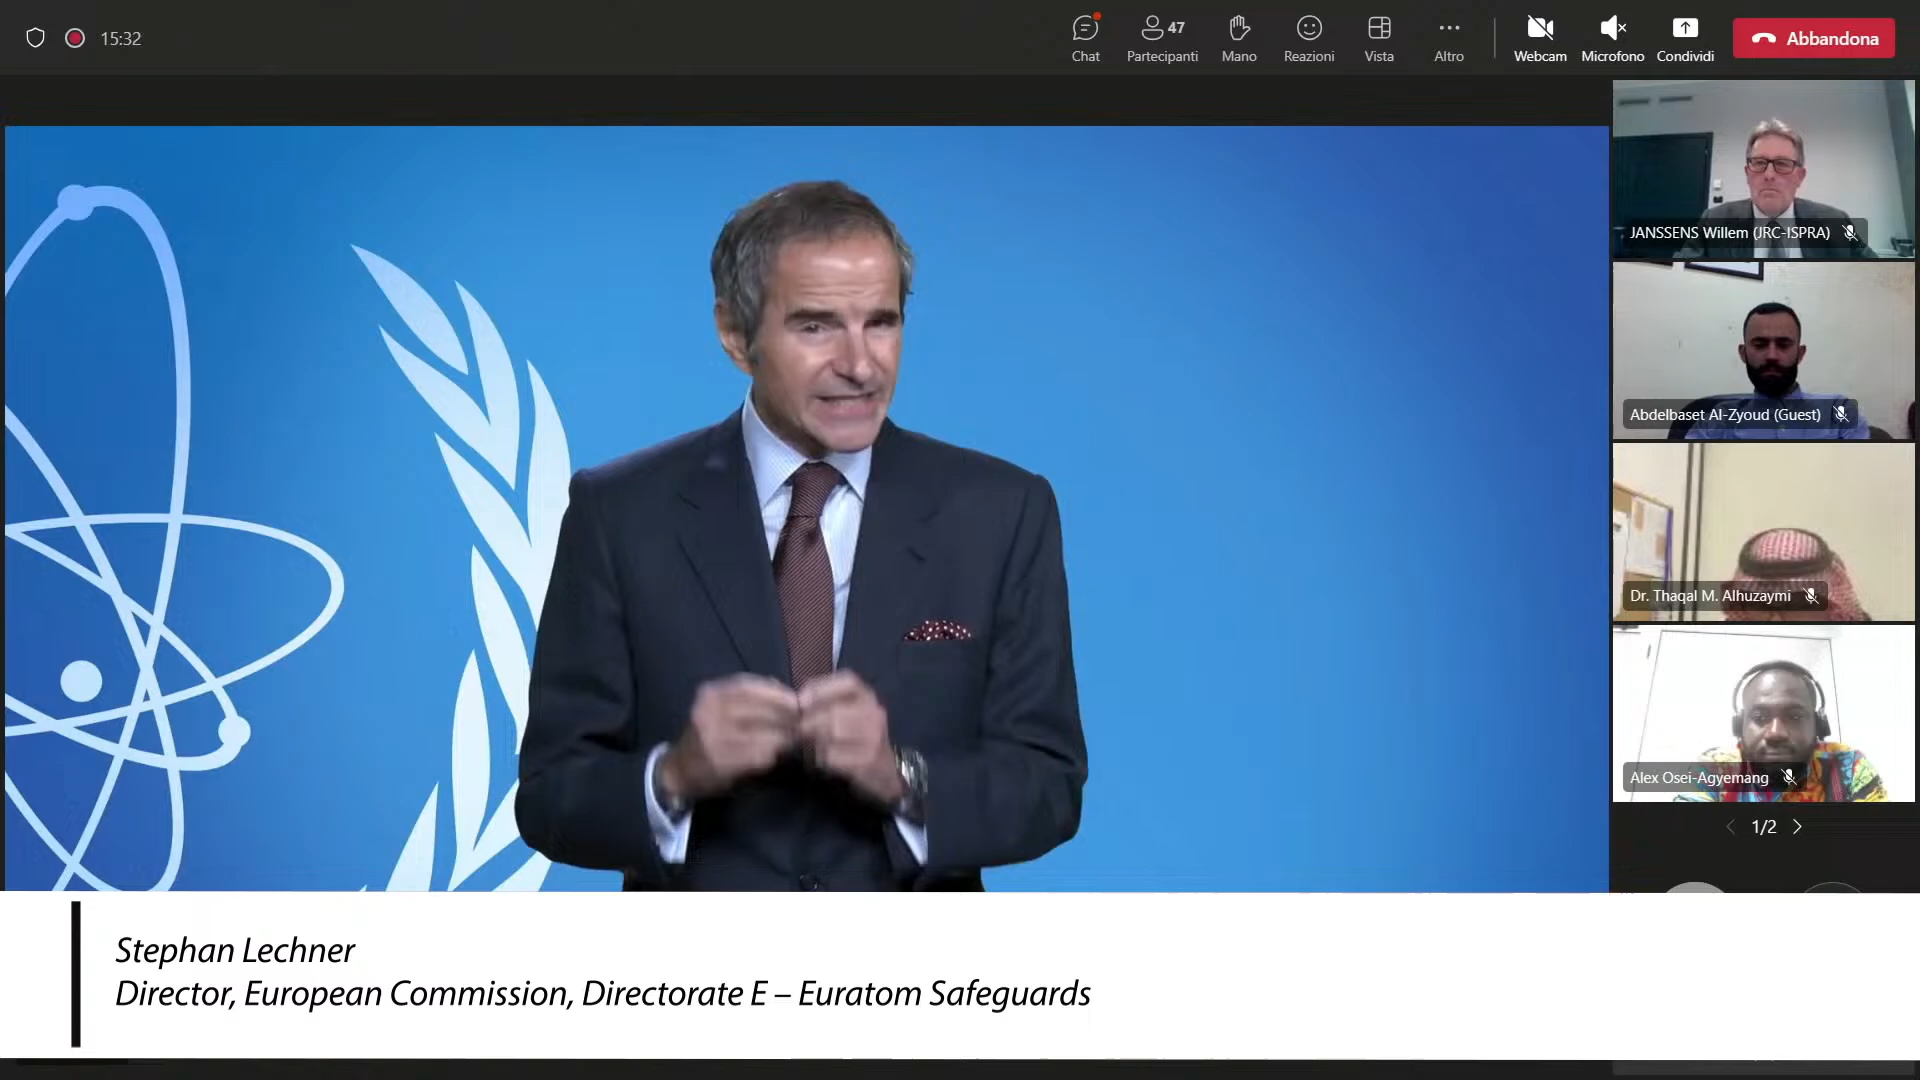 15:32
Chat
47
Partecipanti
Mano
Reazioni
Vista
Altro
Webcam
Microfono
Condividi
Abbandona
JANSSENS Willem (JRC-ISPRA)
Abdelbaset Al-Zyoud (Guest)
Dr. Thaqal M. Alhuzaymi
Alex Osei-Agyemang
1/2
Stephan Lechner
Director, European Commission, Directorate E – Euratom Safeguards